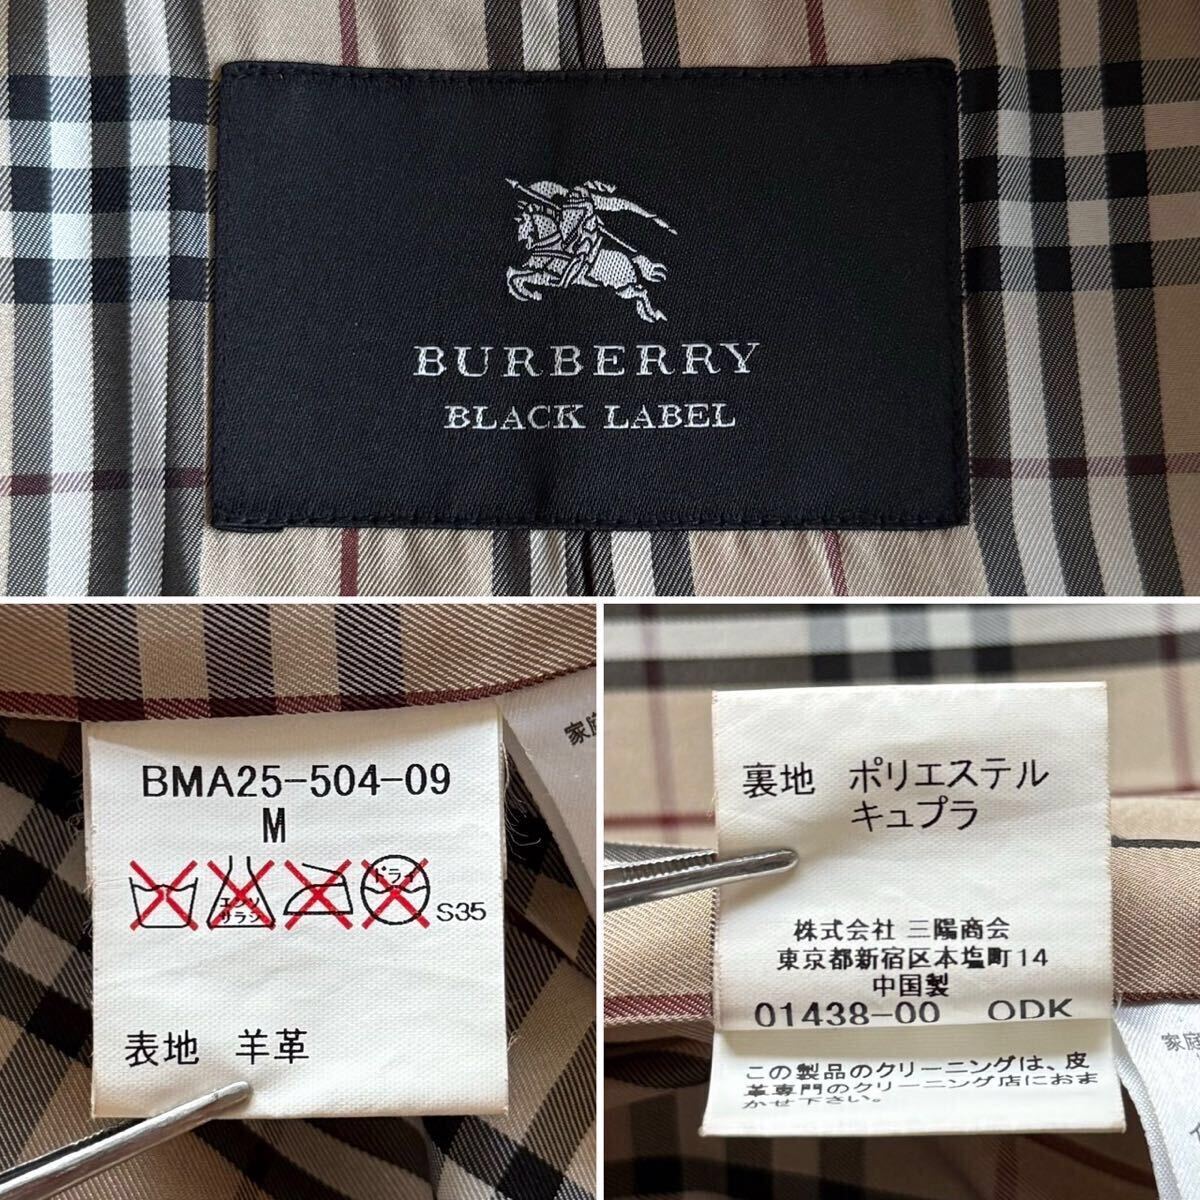 BURBERRY
BLACK LABEL
BMA25-504-09
M
エンソ
サラシ
ドライ
S35
表地 羊革
家庭
裏地 ポリエステル
キュプラ
株式会社 三陽商会
東京都新宿区本塩町14
中国製
01438-00 ODK
この製品のクリーニングは、皮
革専門のクリーニング店におま
かせ下さい。
家庭